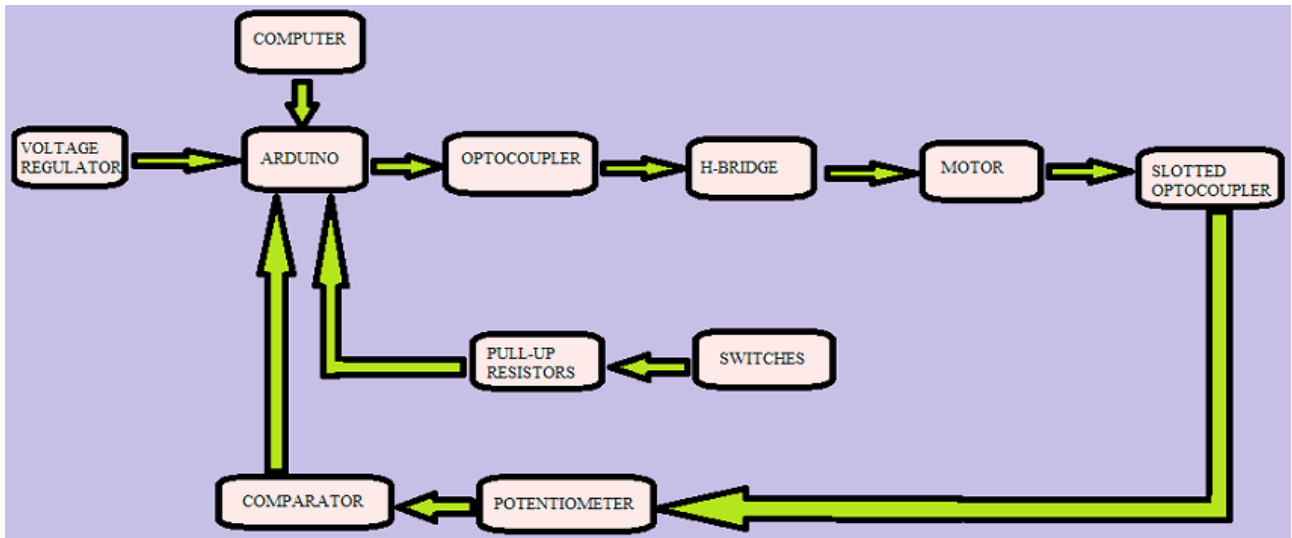 COMPUTER
VOLTAGE
REGULATOR
ARDUINO
OPTOCOUPLER
H-BRIDGE
MOTOR
SLOTTED
OPTOCOUPLER
PULL-UP
RESISTORS
SWITCHES
COMPARATOR
POTENTIOMETER